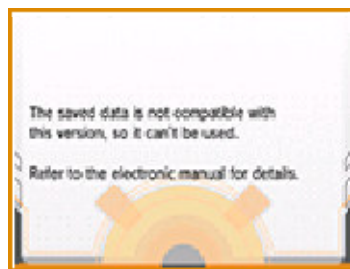 The saved data is not compatible with
this version, so it can't be used.
Refer to the electronic manual for details.